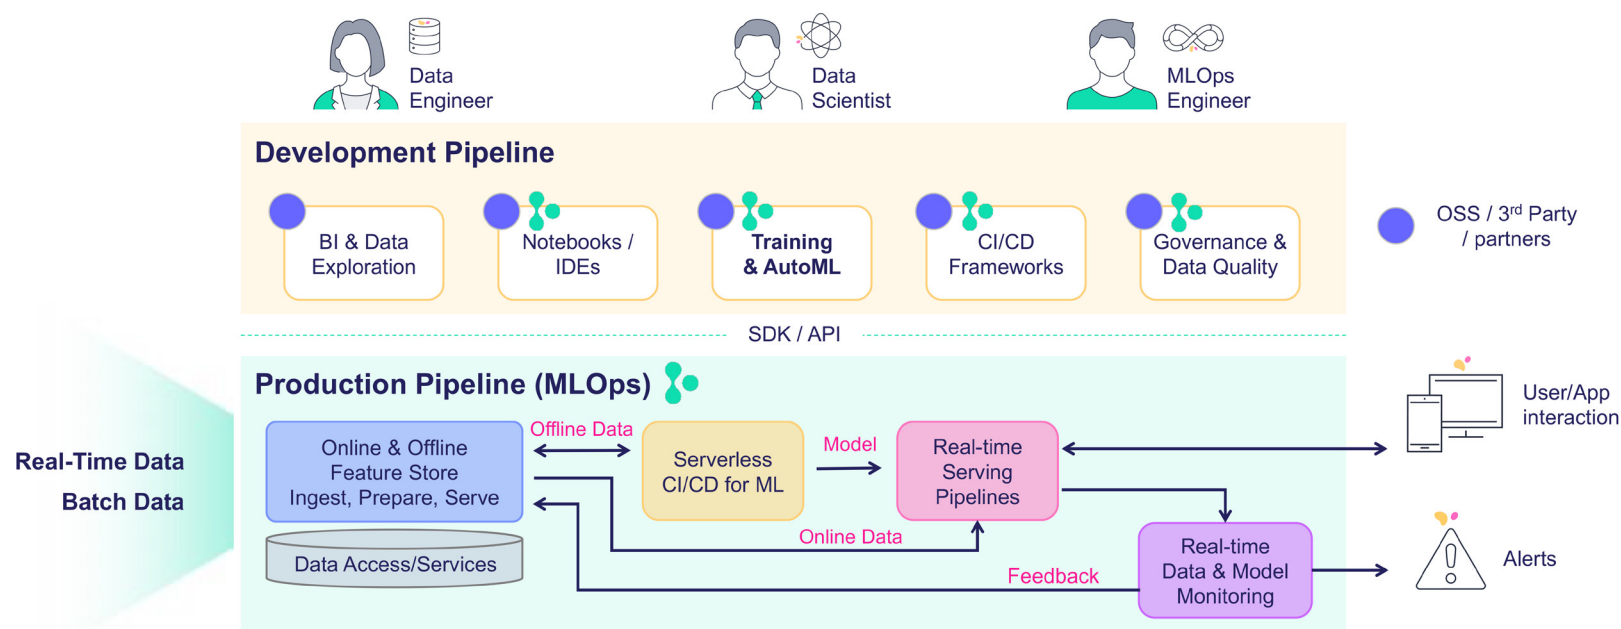 Data
Engineer
Data
Scientist
MLOps
Engineer
Development Pipeline
BI & Data
Exploration
Notebooks /
IDEs
Training
& AutoML
CI/CD
Frameworks
Governance &
Data Quality
OSS / 3rd Party
/ partners
SDK / API
Production Pipeline (MLOps)
Real-Time Data
Batch Data
Online & Offline
Feature Store
Ingest, Prepare, Serve
Data Access/Services
Offline Data
Serverless
CI/CD for ML
Model
Real-time
Serving
Pipelines
Online Data
Feedback
Real-time
Data & Model
Monitoring
User/App
interaction
Alerts